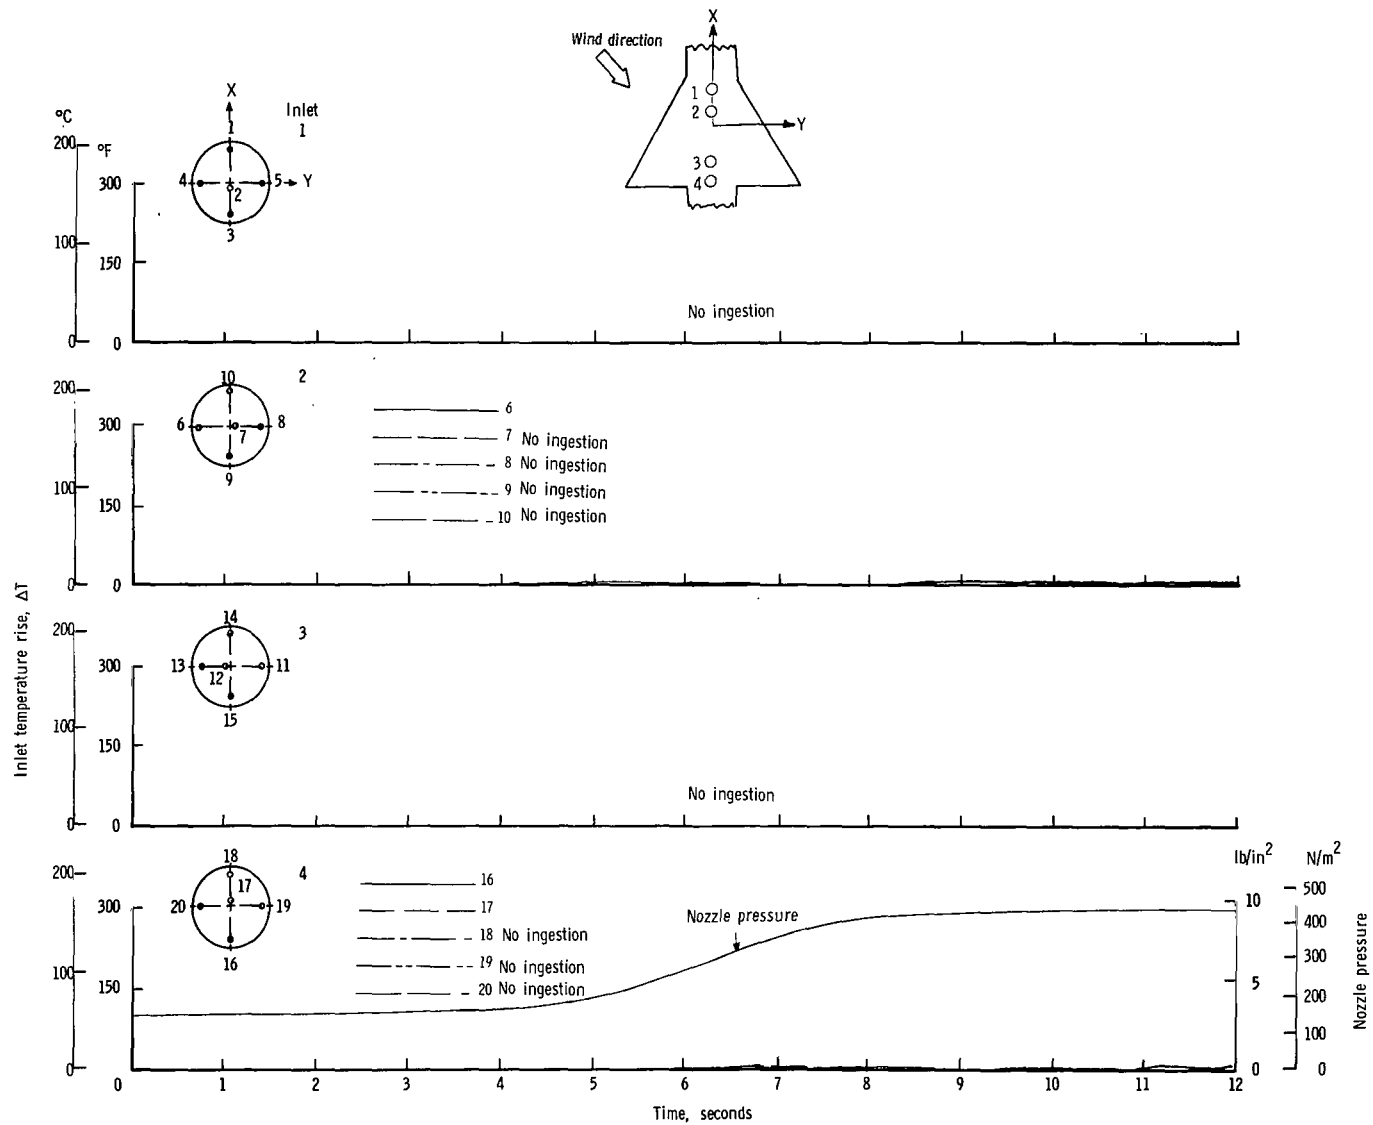 X
Wind direction
1
2
Y
3
4
X
Inlet
1
1
°C
°F
200
300
4
5
Y
2
3
100
150
No ingestion
0
0
10
2
200
300
6
8
7
9
6
7 No ingestion
8 No ingestion
9 No ingestion
10 No ingestion
100
150
0
0
Inlet temperature rise, ΔT
14
3
200
300
13
11
12
15
100
150
No ingestion
0
0
18
4
200
300
17
20
19
16
16
17
18 No ingestion
19 No ingestion
20 No ingestion
Nozzle pressure
lb/in2
N/m2
10
500
400
300
5
200
100
0
0
Nozzle pressure
100
150
0
0 1 2 3 4 5 6 7 8 9 10 11 12
Time, seconds